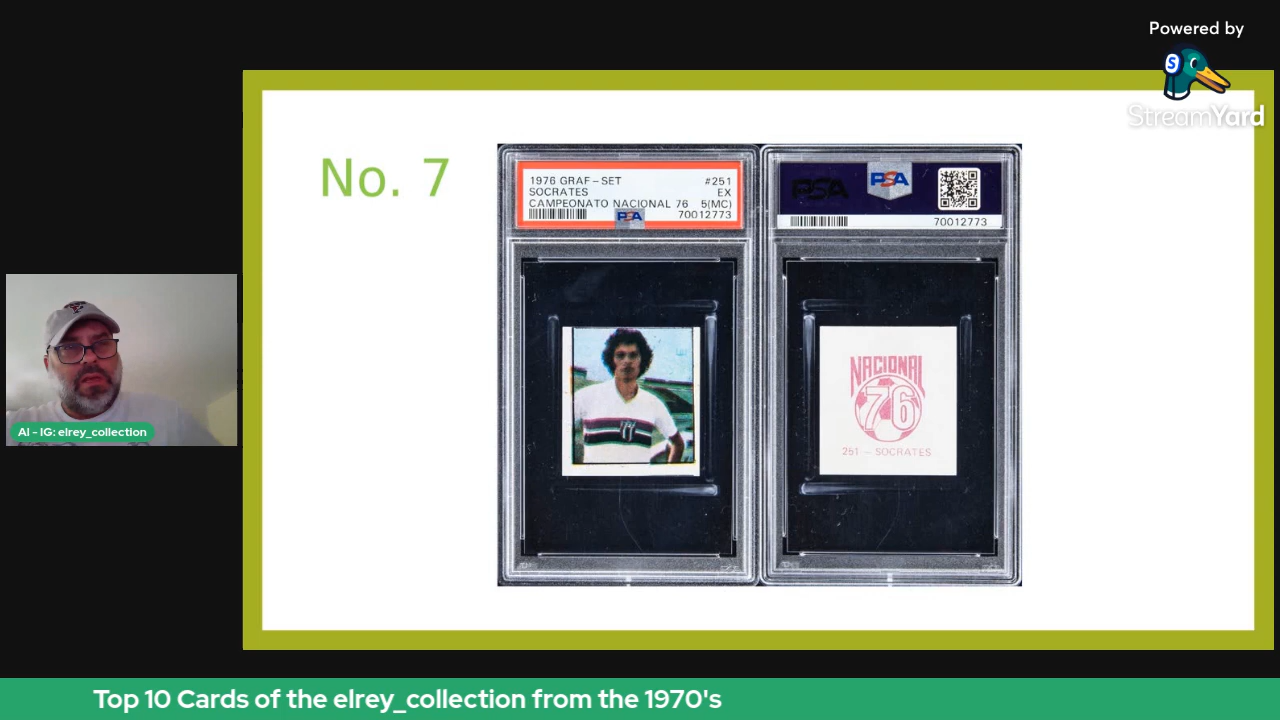 Powered by
S
StreamYard
No. 7
1976 GRAF-SET #251
SOCRATES EX
CAMPEONATO NACIONAL 76 5(MC)
PSA 70012773
PSA PSA
70012773
NACIONAL
76
251 - SOCRATES
Al - IG: elrey_collection
Top 10 Cards of the elrey_collection from the 1970's